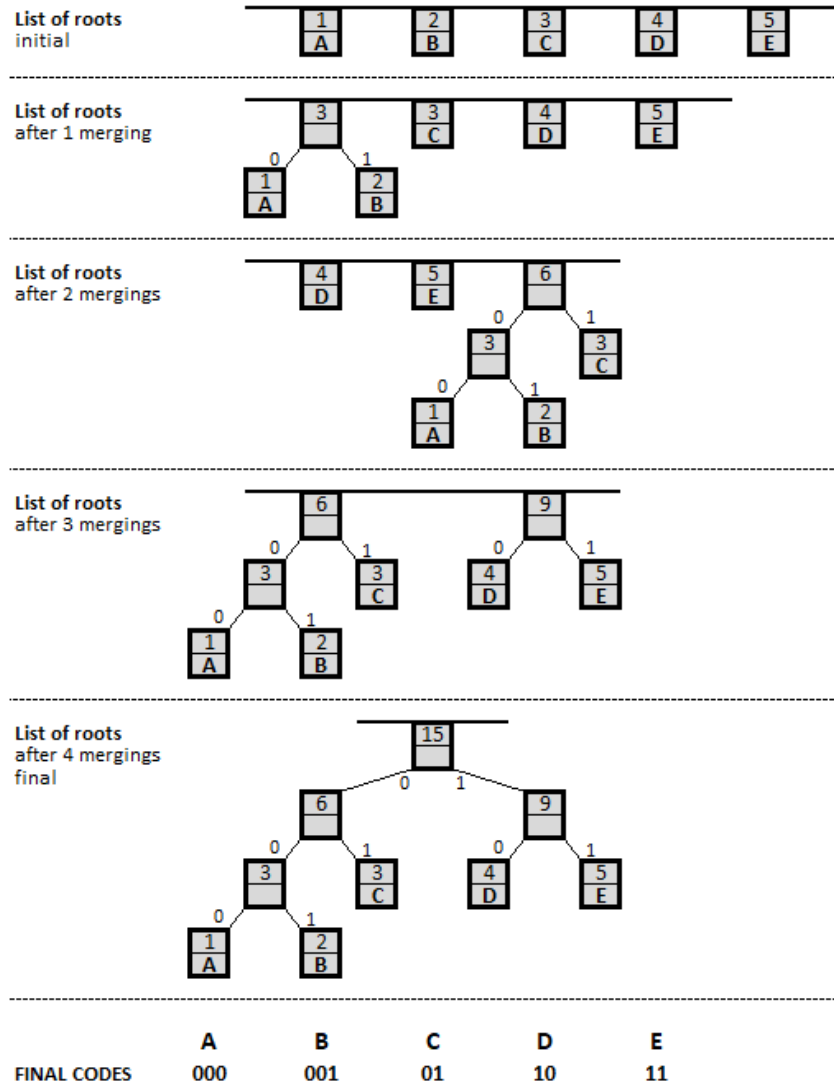 List of roots
initial
1 2 3 4 5
A B C D E
List of roots
after 1 merging
3 3 4 5
C D E
0 1
1 2
A B
List of roots
after 2 mergings
4 5 6
D E
0 1
3 3
C
0 1
1 2
A B
List of roots
after 3 mergings
6 9
0 1 0 1
3 3 4 5
C D E
0 1
1 2
A B
List of roots
after 4 mergings
final
15
0 1
6 9
0 1 0 1
3 3 4 5
C D E
0 1
1 2
A B
A B C D E
FINAL CODES 000 001 01 10 11